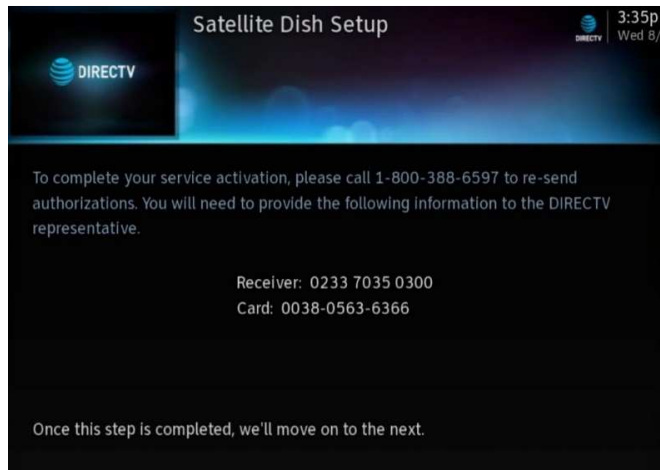 Satellite Dish Setup
DIRECTV
3:35p
DIRECTV
Wed 8/
To complete your service activation, please call 1-800-388-6597 to re-send
authorizations. You will need to provide the following information to the DIRECTV
representative.
Receiver: 0233 7035 0300
Card: 0038-0563-6366
Once this step is completed, we'll move on to the next.